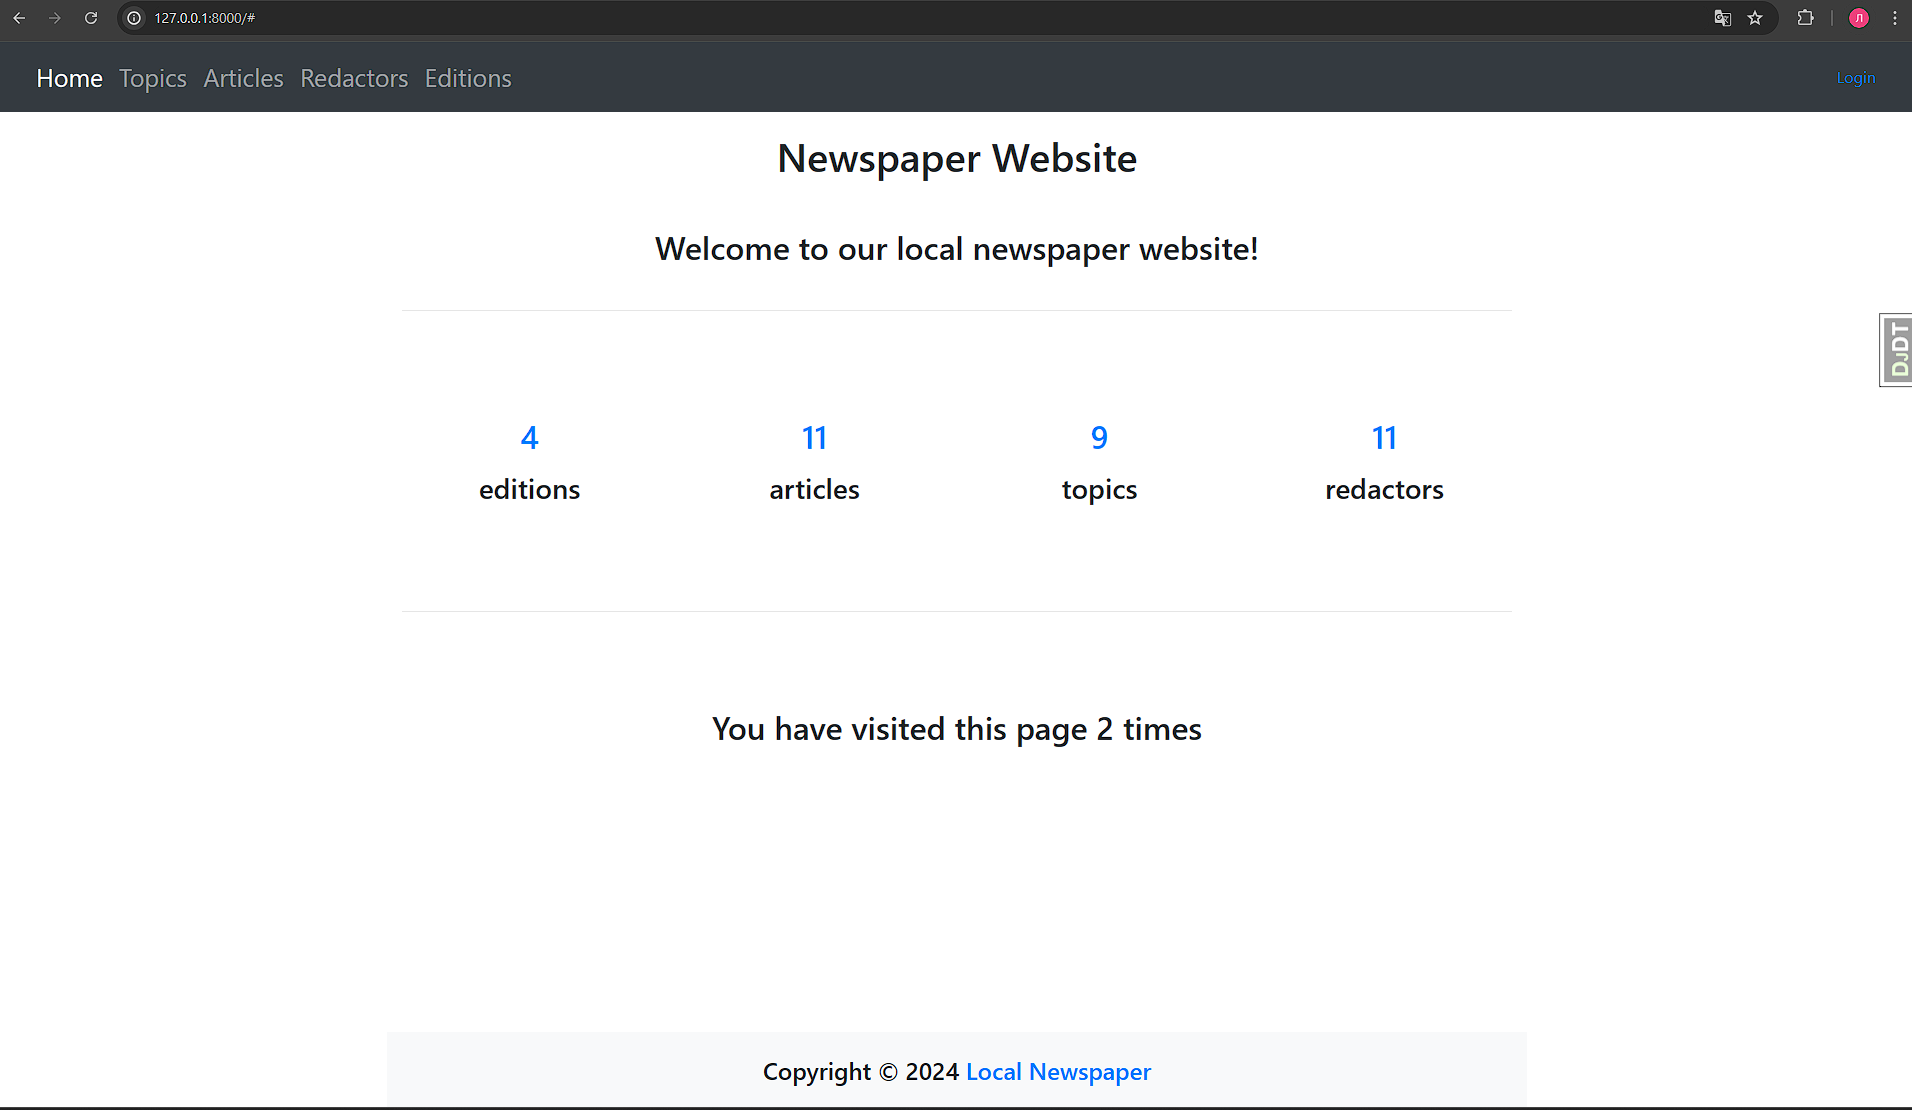 127.0.0.1:8000/#
Л
Home Topics Articles Redactors Editions
Login
Newspaper Website
Welcome to our local newspaper website!
DJDT
4
editions
11
articles
9
topics
11
redactors
You have visited this page 2 times
Copyright © 2024 Local Newspaper